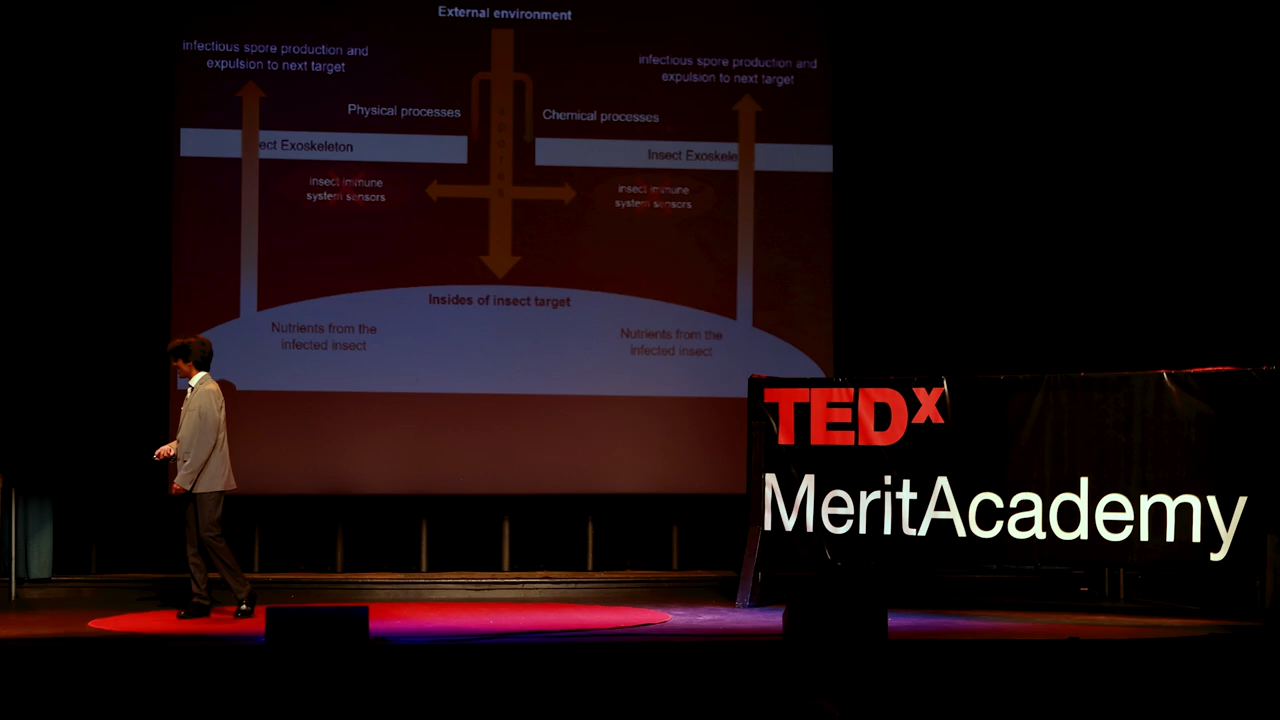 External environment
infectious spore production and
expulsion to next target
infectious spore production and
expulsion to next target
Physical processes
Chemical processes
spores
ect Exoskeleton
Insect Exoskele
insect immune
system sensors
insect immune
system sensors
Insides of insect target
Nutrients from the
infected insect
Nutrients from the
infected insect
TEDx
MeritAcademy